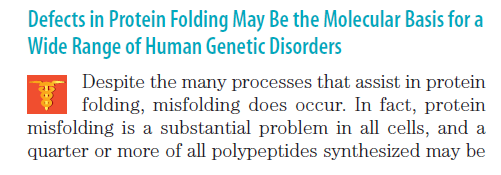 Defects in Protein Folding May Be the Molecular Basis for a
Wide Range of Human Genetic Disorders
Despite the many processes that assist in protein
folding, misfolding does occur. In fact, protein
misfolding is a substantial problem in all cells, and a
quarter or more of all polypeptides synthesized may be